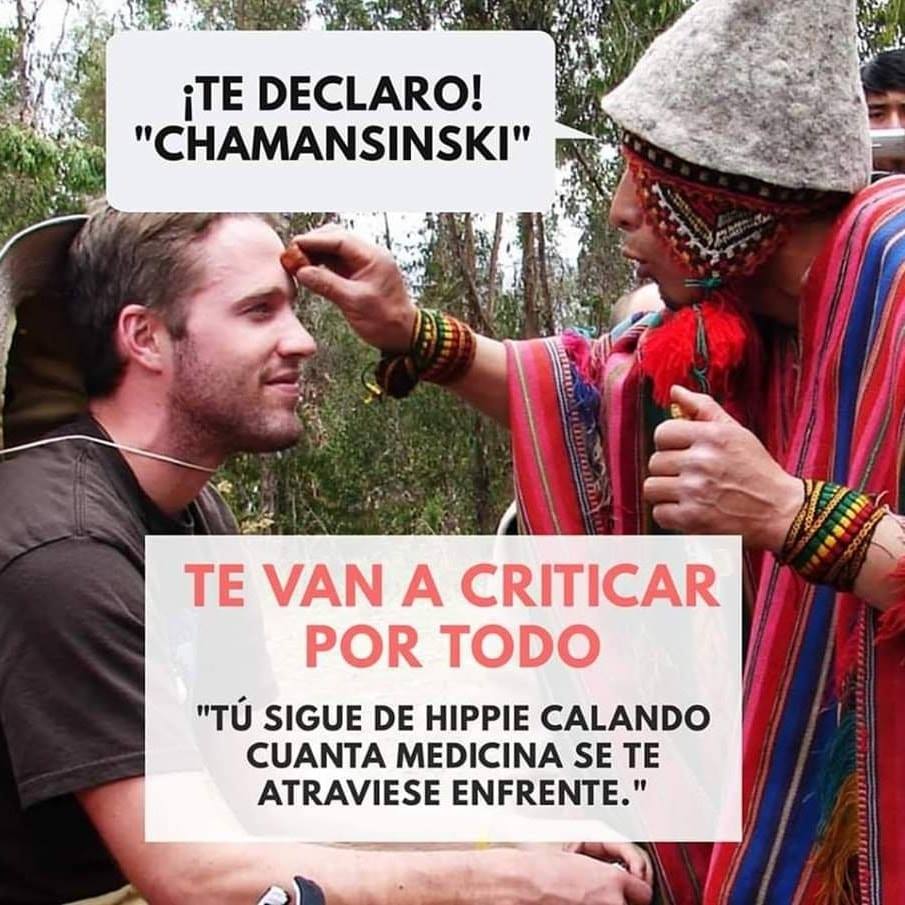 ¡TE DECLARO!
"CHAMANSINSKI"
TE VAN A CRITICAR
POR TODO
"TÚ SIGUE DE HIPPIE CALANDO
CUANTA MEDICINA SE TE
ATRAVIESE ENFRENTE."